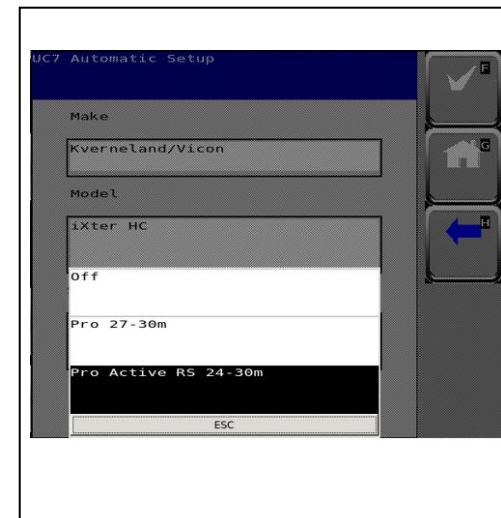 UC7 Automatic Setup
F
Make
Kverneland/Vicon
G
Model
iXter HC
H
Off
Pro 27-30m
Pro Active RS 24-30m
ESC